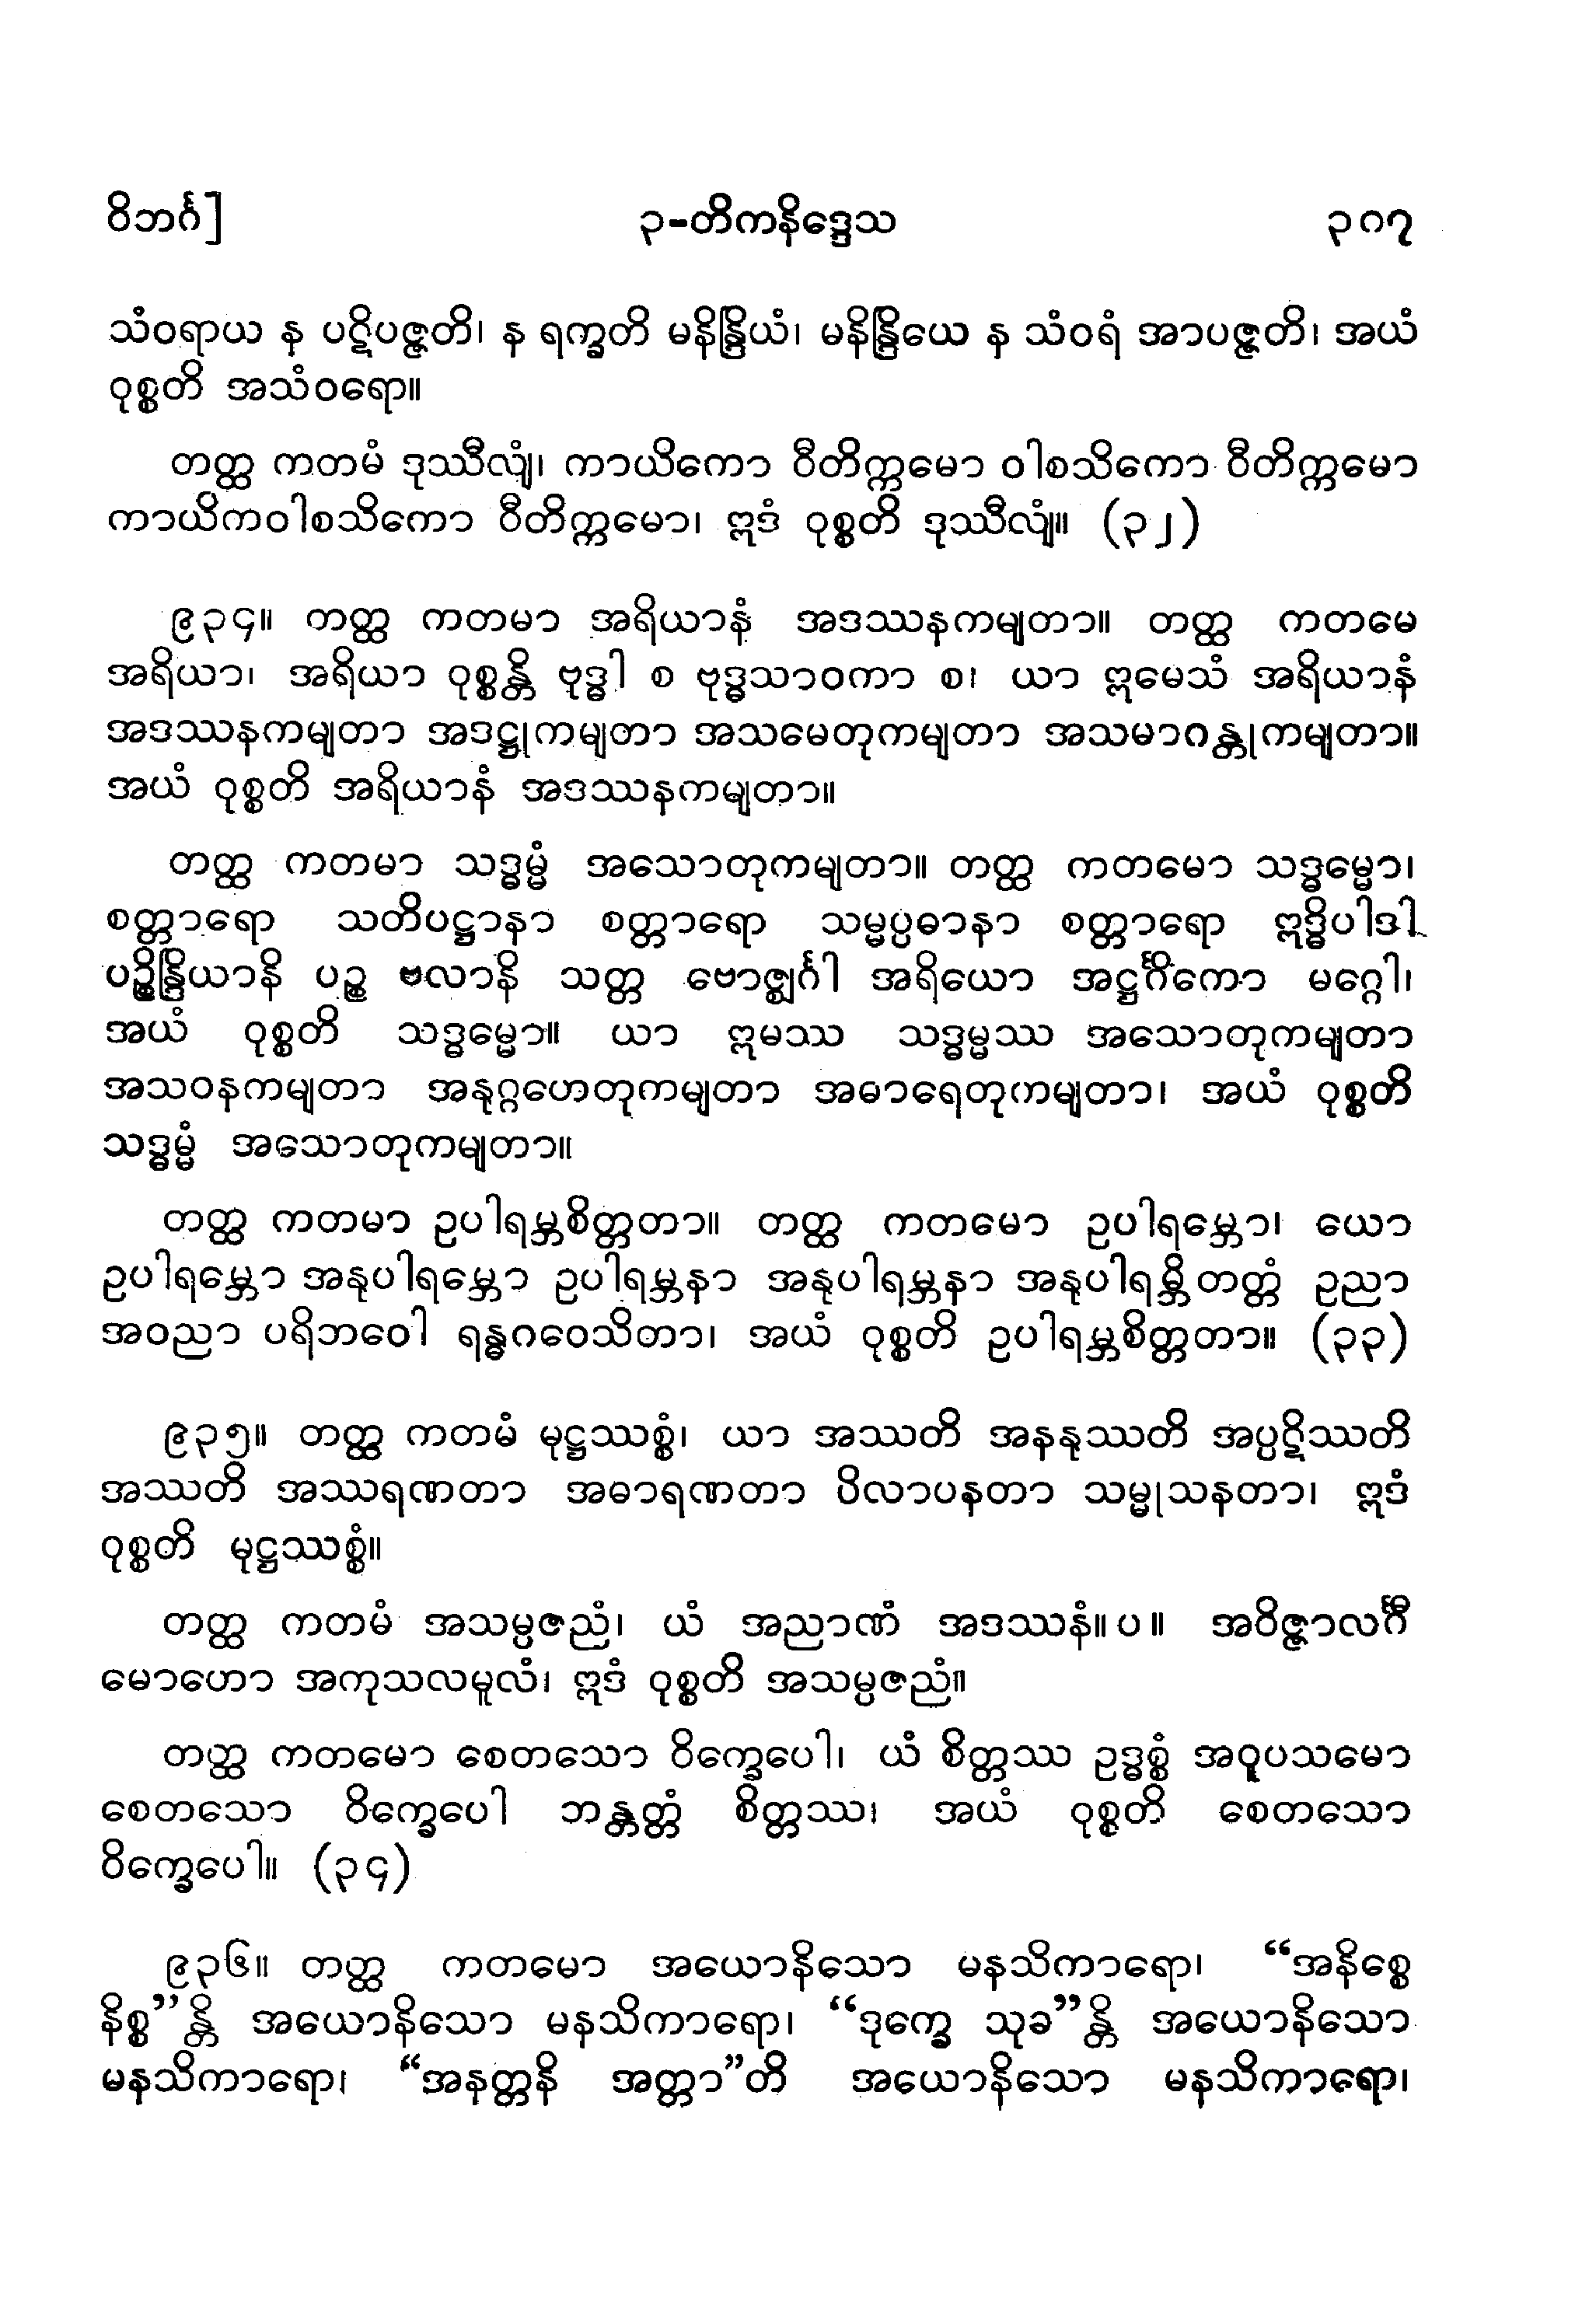 ဝိဘင်္ဂ]
၃-တိကနိဒ္ဒေသ
၃၈၇
သံဝရာယ န ပဋိပဇ္ဇတိ၊ န ရက္ခတိ မနိန္ဒြိယံ၊ မနိန္ဒြိယေ န သံဝရံ အာပဇ္ဇတိ၊ အယံ
ဝုစ္စတိ အသံဝရော။
တတ္ထ ကတမံ ဒုဿီလျံ၊ ကာယိကော ဝီတိက္ကမော ဝါစသိကော ဝီတိက္ကမော
ကာယိကဝါစသိကော ဝီတိက္ကမော၊ ဣဒံ ဝုစ္စတိ ဒုဿီလျံ။ (၃၂)
၉၃၄။ တတ္ထ ကတမာ အရိယာနံ အဒဿနကမျတာ။ တတ္ထ ကတမေ
အရိယာ၊ အရိယာ ဝုစ္စန္တိ ဗုဒ္ဓါ စ ဗုဒ္ဓသာဝကာ စ၊ ယာ ဣမေသံ အရိယာနံ
အဒဿနကမျတာ အဒဋ္ဌုကမျတာ အသမေတုကမျတာ အသမာဂန္တုကမျတာ။
အယံ ဝုစ္စတိ အရိယာနံ အဒဿနကမျတာ။
တတ္ထ ကတမာ သဒ္ဓမ္မံ အသောတုကမျတာ။ တတ္ထ ကတမော သဒ္ဓမ္မော၊
စတ္တာရော သတိပဋ္ဌာနာ စတ္တာရော သမ္မပ္ပဓာနာ စတ္တာရော ဣဒ္ဓိပါဒါ
ပဉ္စိန္ဒြိယာနိ ပဉ္စ ဗလာနိ သတ္တ ဗောဇ္ဈင်္ဂါ အရိယော အဋ္ဌင်္ဂိကော မဂ္ဂေါ၊
အယံ ဝုစ္စတိ သဒ္ဓမ္မော။ ယာ ဣမဿ သဒ္ဓမ္မဿ အသောတုကမျတာ
အသဝနကမျတာ အနုဂ္ဂဟေတုကမျတာ အဓာရေတုကမျတာ၊ အယံ ဝုစ္စတိ
သဒ္ဓမ္မံ အသောတုကမျတာ။
တတ္ထ ကတမာ ဥပါရမ္ဘစိတ္တတာ။ တတ္ထ ကတမော ဥပါရမ္ဘော၊ ယော
ဥပါရမ္ဘော အနုပါရမ္ဘော ဥပါရမ္ဘနာ အနုပါရမ္ဘနာ အနုပါရမ္ဘိတတ္တံ ဥညာ
အဝညာ ပရိဘဝေါ ရန္ဓဂဝေသိတာ၊ အယံ ဝုစ္စတိ ဥပါရမ္ဘစိတ္တတာ။ (၃၃)
၉၃၅။ တတ္ထ ကတမံ မုဋ္ဌဿစ္စံ၊ ယာ အဿတိ အနနုဿတိ အပ္ပဋိဿတိ
အဿတိ အဿရဏတာ အဓာရဏတာ ပိလာပနတာ သမ္မုသနတာ၊ ဣဒံ
ဝုစ္စတိ မုဋ္ဌဿစ္စံ။
တတ္ထ ကတမံ အသမ္ပဇညံ၊ ယံ အညာဏံ အဒဿနံ။ပ။ အဝိဇ္ဇာလင်္ဂီ
မောဟော အကုသလမူလံ၊ ဣဒံ ဝုစ္စတိ အသမ္ပဇညံ။
တတ္ထ ကတမော စေတသော ဝိက္ခေပေါ၊ ယံ စိတ္တဿ ဥဒ္ဓစ္စံ အဝူပသမော
စေတသော ဝိက္ခေပေါ ဘန္တတ္တံ စိတ္တဿ၊ အယံ ဝုစ္စတိ စေတသော
ဝိက္ခေပေါ။ (၃၄)
၉၃၆။ တတ္ထ ကတမော အယောနိသော မနသိကာရော၊ “အနိစ္စေ
နိစ္စ”န္တိ အယောနိသော မနသိကာရော၊ “ဒုက္ခေ သုခ”န္တိ အယောနိသော
မနသိကာရော၊ “အနတ္တနိ အတ္တာ”တိ အယောနိသော မနသိကာရော၊